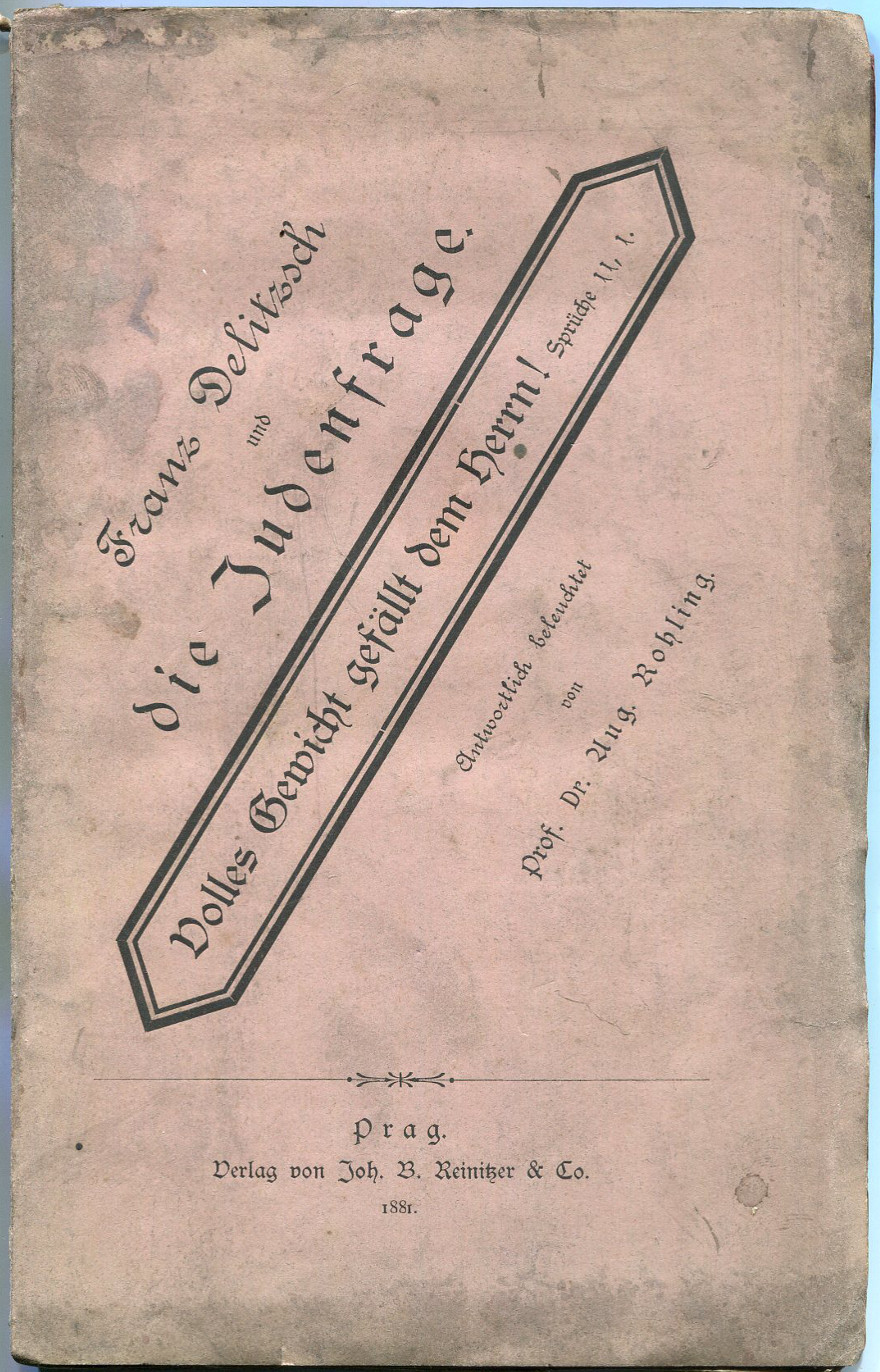 Franz Delitzsch
und
die Judenfrage.
Volles Gewicht gefällt dem Herrn! Sprüche 11, 1.
Antwortlich beleuchtet
von
Prof. Dr. Aug. Rohling.
Prag.
Verlag von Joh. B. Reinitzer & Co.
1881.